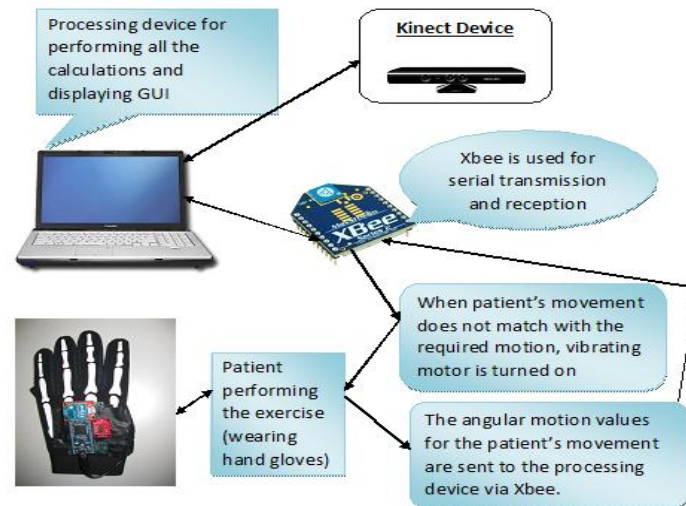 Processing device for
performing all the
calculations and
displaying GUI
Kinect Device
Xbee is used for
serial transmission
and reception
XBee
Series 2
When patient's movement
does not match with the
required motion, vibrating
motor is turned on
Patient
performing
the exercise
(wearing
hand gloves)
The angular motion values
for the patient's movement
are sent to the processing
device via Xbee.